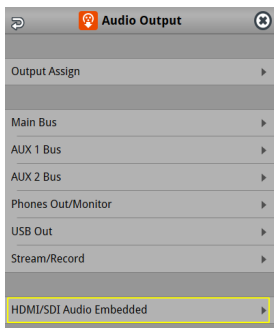 Audio Output
Output Assign
Main Bus
AUX 1 Bus
AUX 2 Bus
Phones Out/Monitor
USB Out
Stream/Record
HDMI/SDI Audio Embedded